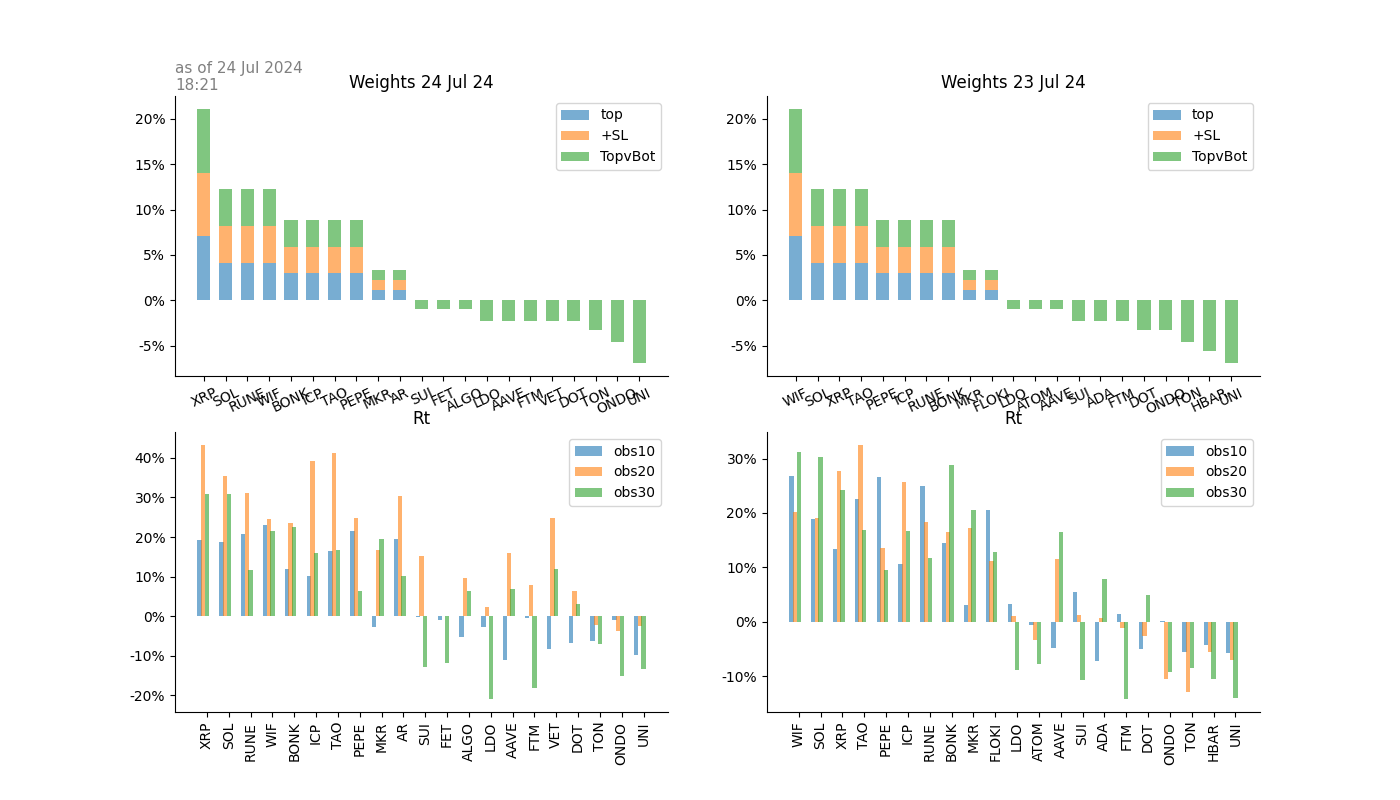 as of 24 Jul 2024
18:21
Weights 24 Jul 24
20%
15%
10%
5%
0%
-5%
top
+SL
TopvBot
XRP SOL RUNE WIF BONK ICP TAO PEPE MKR AR SUI FET ALGO LDO AAVE FTM VET DOT TON ONDO UNI
Weights 23 Jul 24
20%
15%
10%
5%
0%
-5%
top
+SL
TopvBot
WIF SOL XRP TAO PEPE ICP RUNE BONK MKR FLOKI LDO ATOM AAVE SUI ADA FTM DOT ONDO TON HBAR UNI
Rt
40%
30%
20%
10%
0%
-10%
-20%
obs10
obs20
obs30
XRP SOL RUNE WIF BONK ICP TAO PEPE MKR AR SUI FET ALGO LDO AAVE FTM VET DOT TON ONDO UNI
Rt
30%
20%
10%
0%
-10%
obs10
obs20
obs30
WIF SOL XRP TAO PEPE ICP RUNE BONK MKR FLOKI LDO ATOM AAVE SUI ADA FTM DOT ONDO TON HBAR UNI